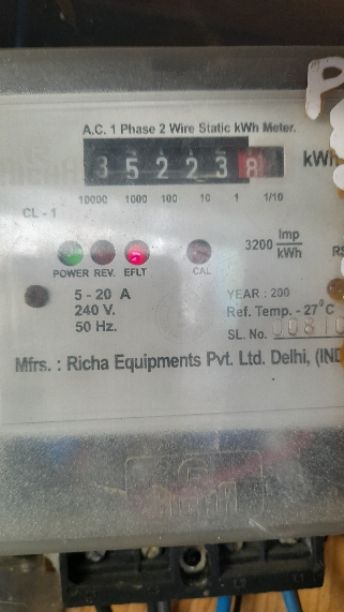 A.C. 1 Phase 2 Wire Static kWh Meter.
3 5 2 2 3 8 kWh
10000 1000 100 10 1 1/10
CL - 1
3200 Imp/kWh
POWER REV. EFLT CAL
5 - 20 A
240 V.
50 Hz.
YEAR : 200
Ref. Temp. - 27°C
SL. No.
Mfrs. : Richa Equipments Pvt. Ltd. Delhi, (IND